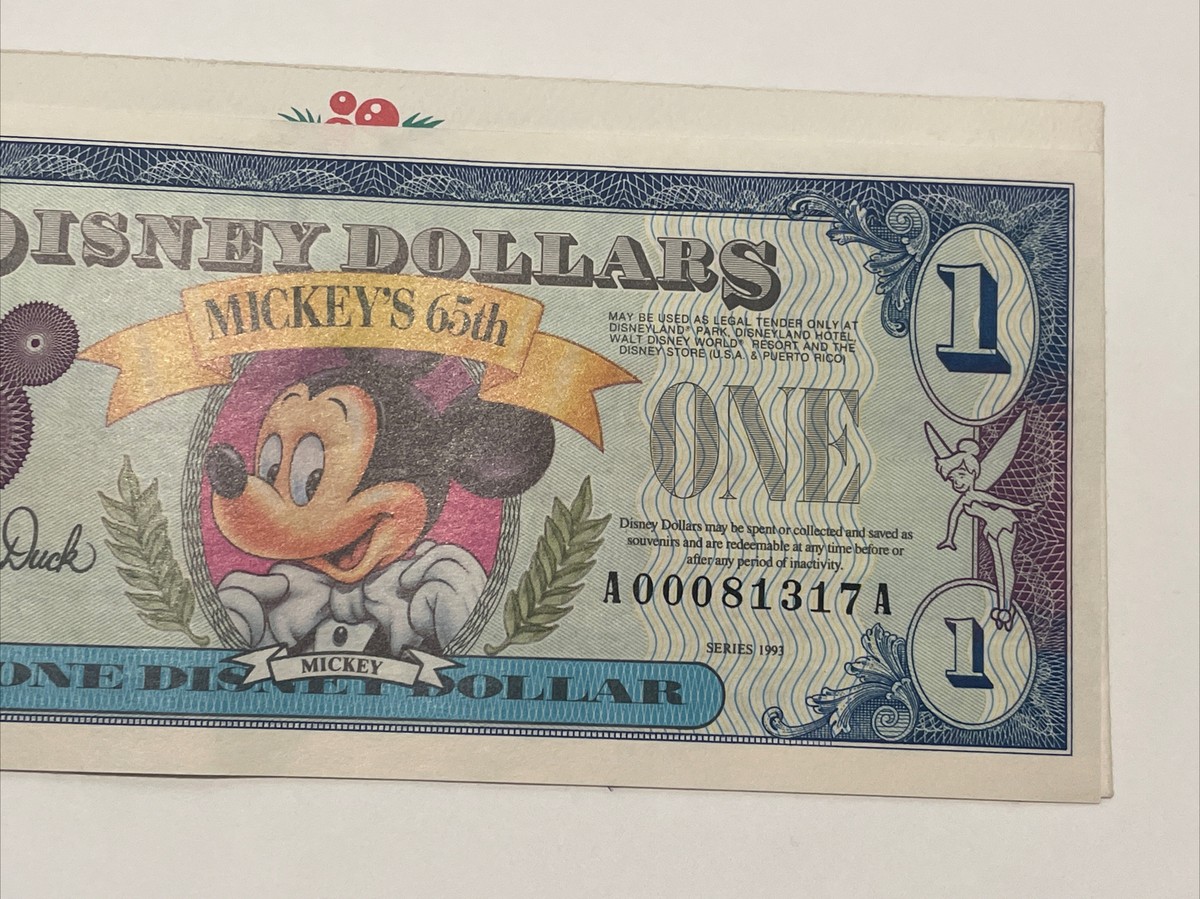 DISNEY DOLLARS
MICKEY'S 65th
MAY BE USED AS LEGAL TENDER ONLY AT
DISNEYLAND® PARK, DISNEYLAND HOTEL,
WALT DISNEY WORLD® RESORT, AND THE
DISNEY STORE (U.S.A. & PUERTO RICO)
1
ONE
Disney Dollars may be spent or collected and saved as
souvenirs and are redeemable at any time before or
after any period of inactivity.
Duck
A00081317A
SERIES 1993
1
MICKEY
ONE DISNEY DOLLAR